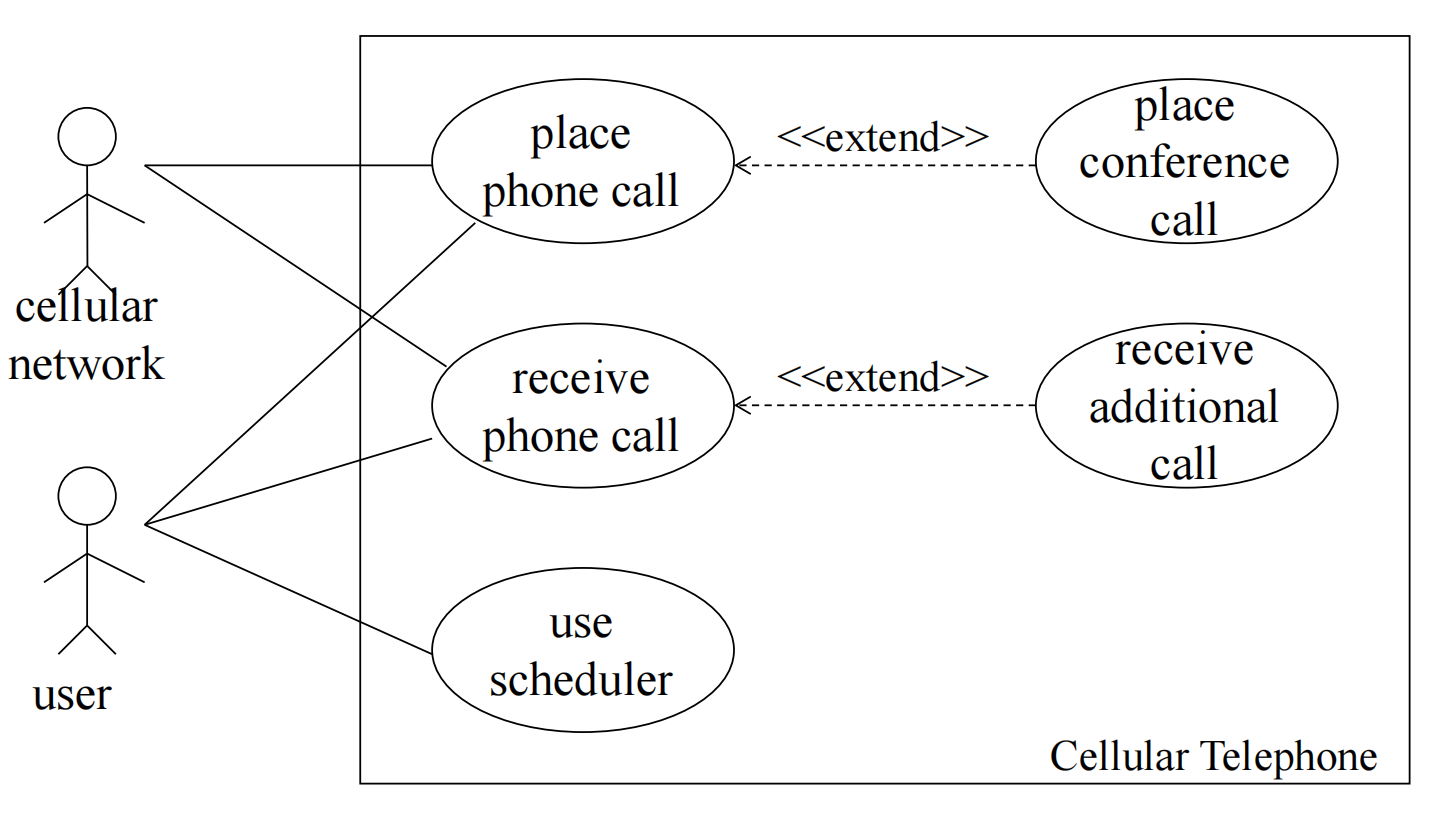 place
phone call
<<extend>>
place
conference
call
cellular
network
receive
phone call
<<extend>>
receive
additional
call
user
use
scheduler
Cellular Telephone